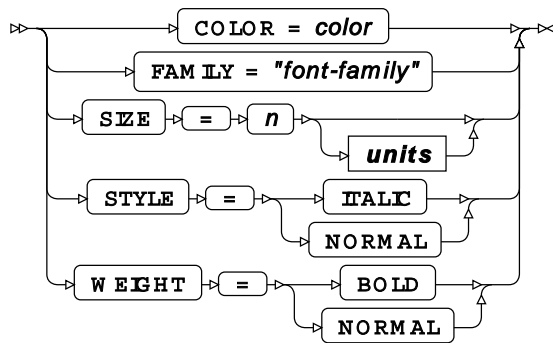 COLOR = color
FAMILY = "font-family"
SIZE = n
units
STYLE = ITALIC
NORMAL
WEIGHT = BOLD
NORMAL